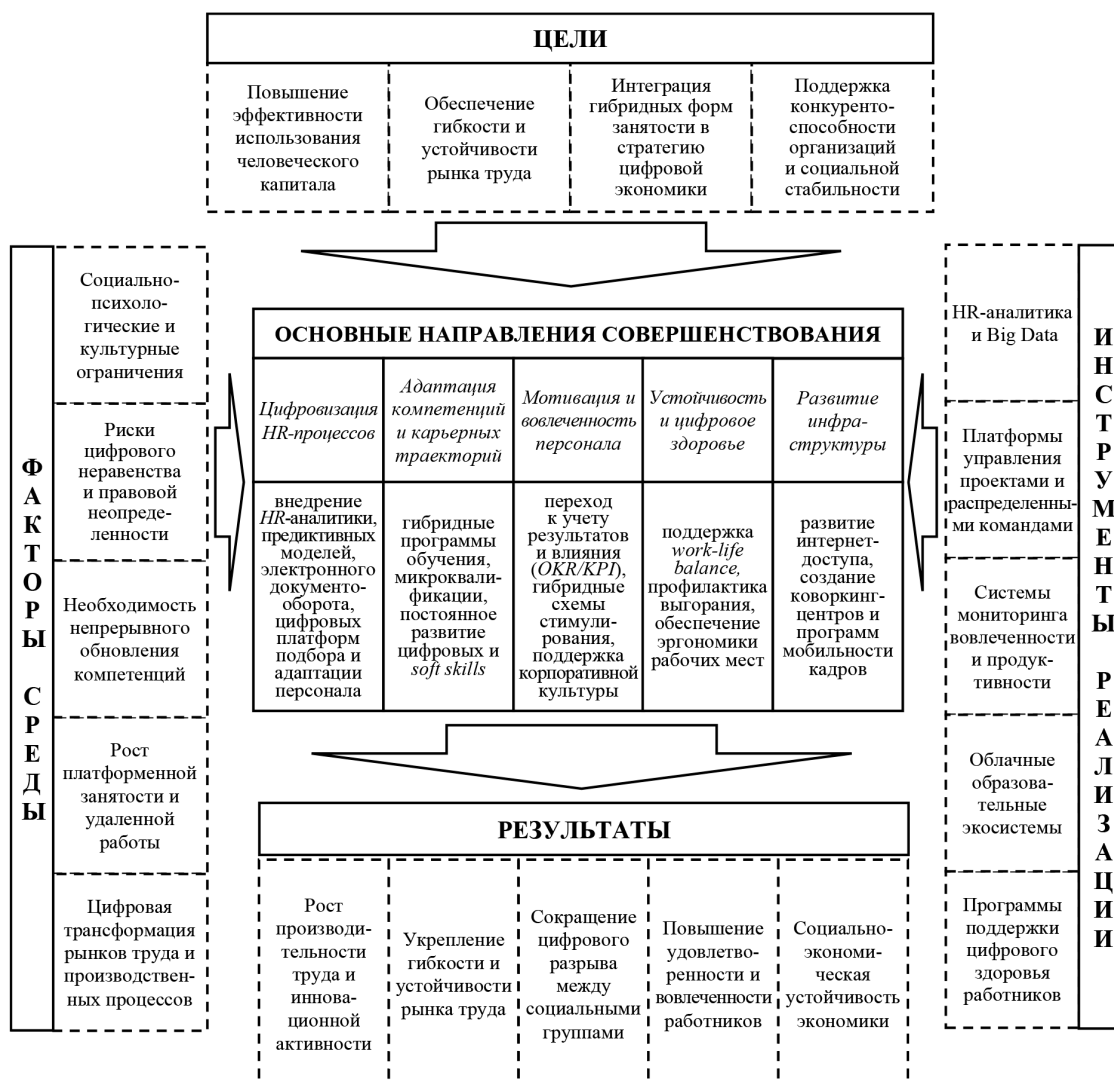 ЦЕЛИ
Повышение
эффективности
использования
человеческого
капитала
Обеспечение
гибкости и
устойчивости
рынка труда
Интеграция
гибридных форм
занятости в
стратегию
цифровой
экономики
Поддержка
конкуренто-
способности
организаций
и социальной
стабильности
ФАКТОРЫ СРЕДЫ
Социально-
психоло-
гические и
культурные
ограничения
Риски
цифрового
неравенства
и правовой
неопреде-
ленности
Необходимость
непрерывного
обновления
компетенций
Рост
платформенной
занятости и
удаленной
работы
Цифровая
трансформация
рынков труда и
производствен-
ных процессов
ОСНОВНЫЕ НАПРАВЛЕНИЯ СОВЕРШЕНСТВОВАНИЯ
Цифровизация
HR-процессов
Адаптация
компетенций
и карьерных
траекторий
Мотивация и
вовлеченность
персонала
Устойчивость
и цифровое
здоровье
Развитие
инфра-
структуры
внедрение
HR-аналитики,
предиктивных
моделей,
электронного
документо-
оборота,
цифровых
платформ
подбора и
адаптации
персонала
гибридные
программы
обучения,
микроквали-
фикации,
постоянное
развитие
цифровых и
soft skills
переход
к учету
результатов
и влияния
(OKR/KPI),
гибридные
схемы
стимули-
рования,
поддержка
корпоративной
культуры
поддержка
work-life
balance,
профилактика
выгорания,
обеспечение
эргономики
рабочих мест
развитие
интернет-
доступа,
создание
коворкинг-
центров и
программ
мобильности
кадров
HR-аналитика
и Big Data
Платформы
управления
проектами и
распределенны-
ми командами
Системы
мониторинга
вовлеченности
и продук-
тивности
Облачные
образова-
тельные
экосистемы
Программы
поддержки
цифрового
здоровья
работников
ИНСТРУМЕНТЫ РЕАЛИЗАЦИИ
РЕЗУЛЬТАТЫ
Рост
производи-
тельности
труда и
иннова-
ционной
активности
Укрепление
гибкости и
устойчивости
рынка труда
Сокращение
цифрового
разрыва
между
социальными
группами
Повышение
удовлетво-
ренности и
вовлеченности
работников
Социально-
экономи-
ческая
устойчивость
экономики